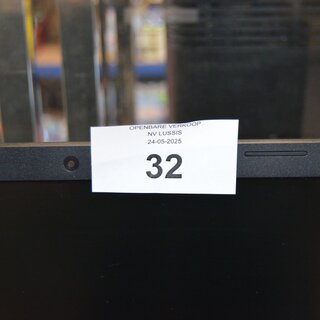 OPENBARE VERKOOP
NV LUSSIS
24-05-2025
32